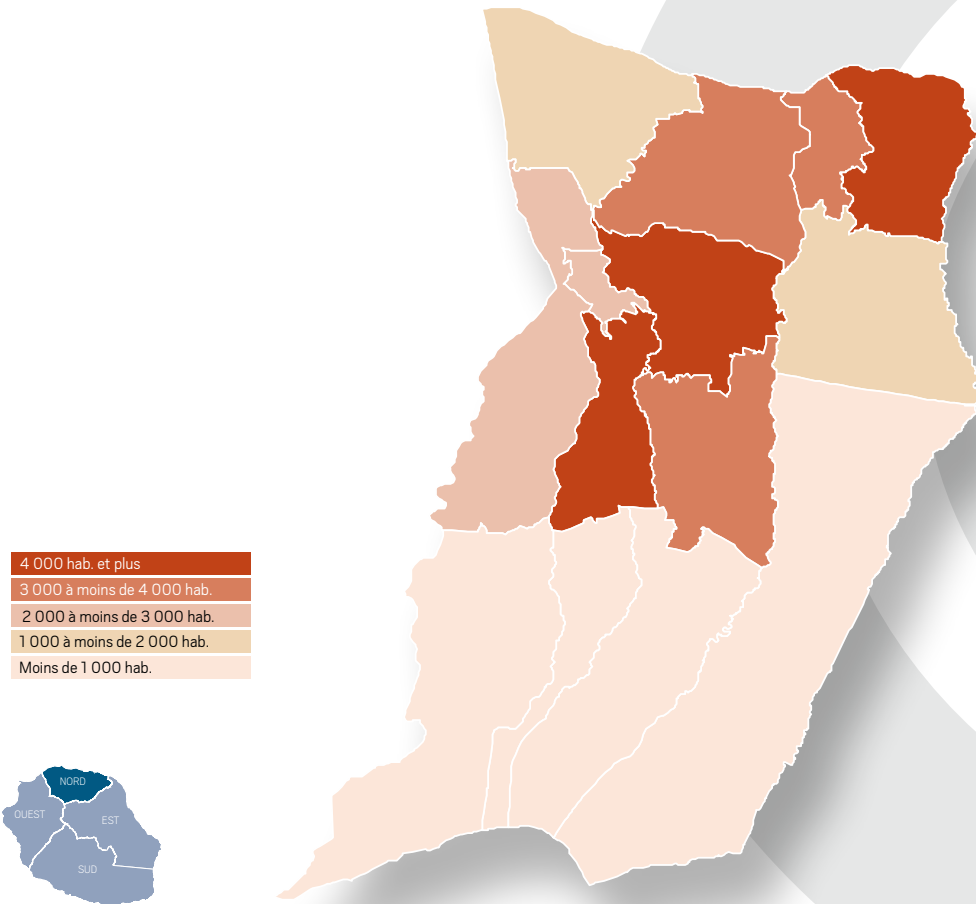 4 000 hab. et plus
3 000 à moins de 4 000 hab.
2 000 à moins de 3 000 hab.
1 000 à moins de 2 000 hab.
Moins de 1 000 hab.
NORD
OUEST
EST
SUD